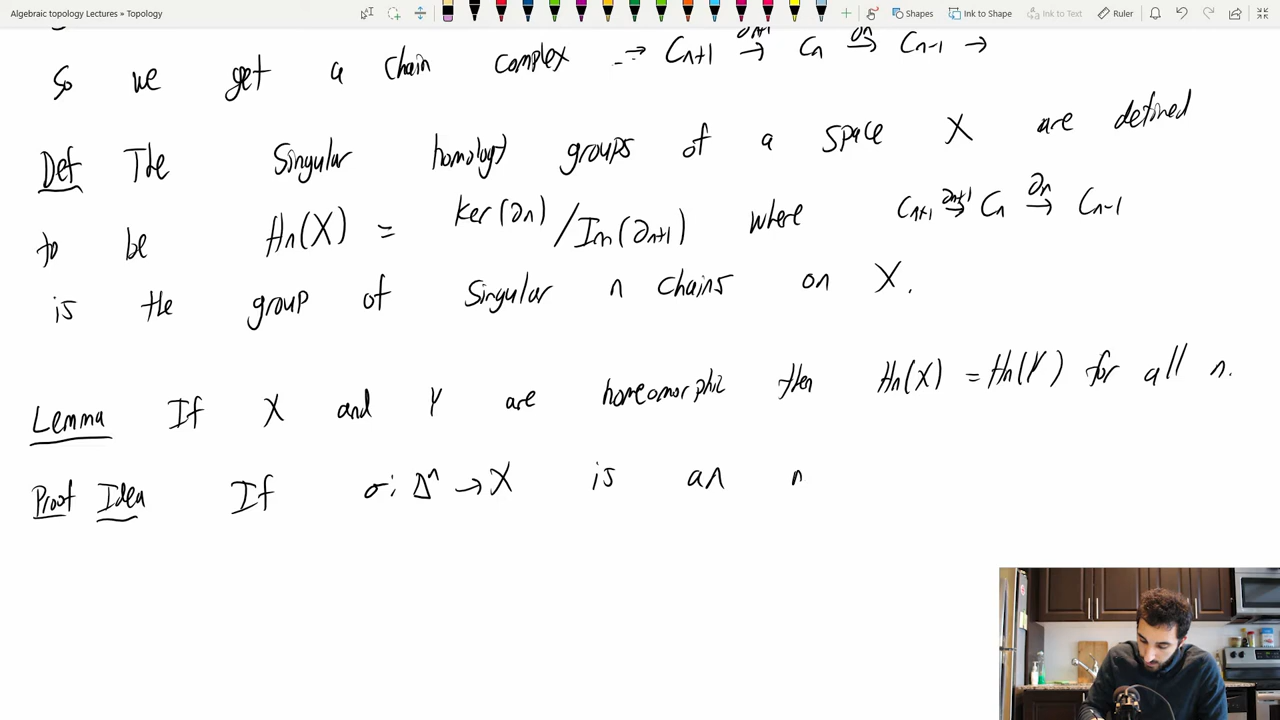 Algebraic topology Lectures » Topology
Shapes Ink to Shape Ink to Text Ruler
So we get a chain complex → Cn+1 ∂n+1→ Cn ∂n→ Cn-1 →
Def The Singular homology groups of a space X are defined
to be Hn(X) = ker(∂n)/Im(∂n+1) where Cn+1 ∂n+1→ Cn ∂n→ Cn-1
is the group of Singular n chains on X.
Lemma If X and Y are homeomorphic then Hn(X) = Hn(Y) for all n.
Proof Idea If σ: Δⁿ → X is an n